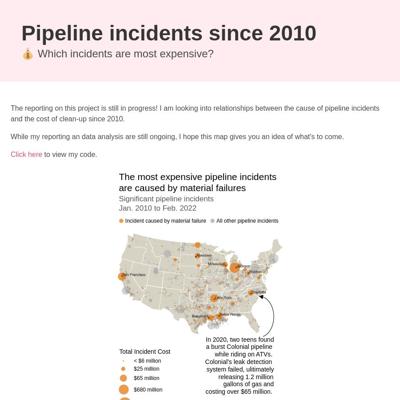 Pipeline incidents since 2010
💰 Which incidents are most expensive?
The reporting on this project is still in progress! I am looking into relationships between the cause of pipeline incidents
and the cost of clean-up since 2010.
While my reporting an data analysis are still ongoing, I hope this map gives you an idea of what's to come.
Click here to view my code.
The most expensive pipeline incidents
are caused by material failures
Significant pipeline incidents
Jan. 2010 to Feb. 2022
Incident caused by material failure All other pipeline incidents
San Francisco
In 2020, two teens found
a burst Colonial pipeline
while riding on ATVs.
Colonial's leak detection
system failed, ulitimately
releasing 1.2 million
gallons of gas and
costing over $65 million.
Total Incident Cost
< $6 million
$25 million
$65 million
$680 million